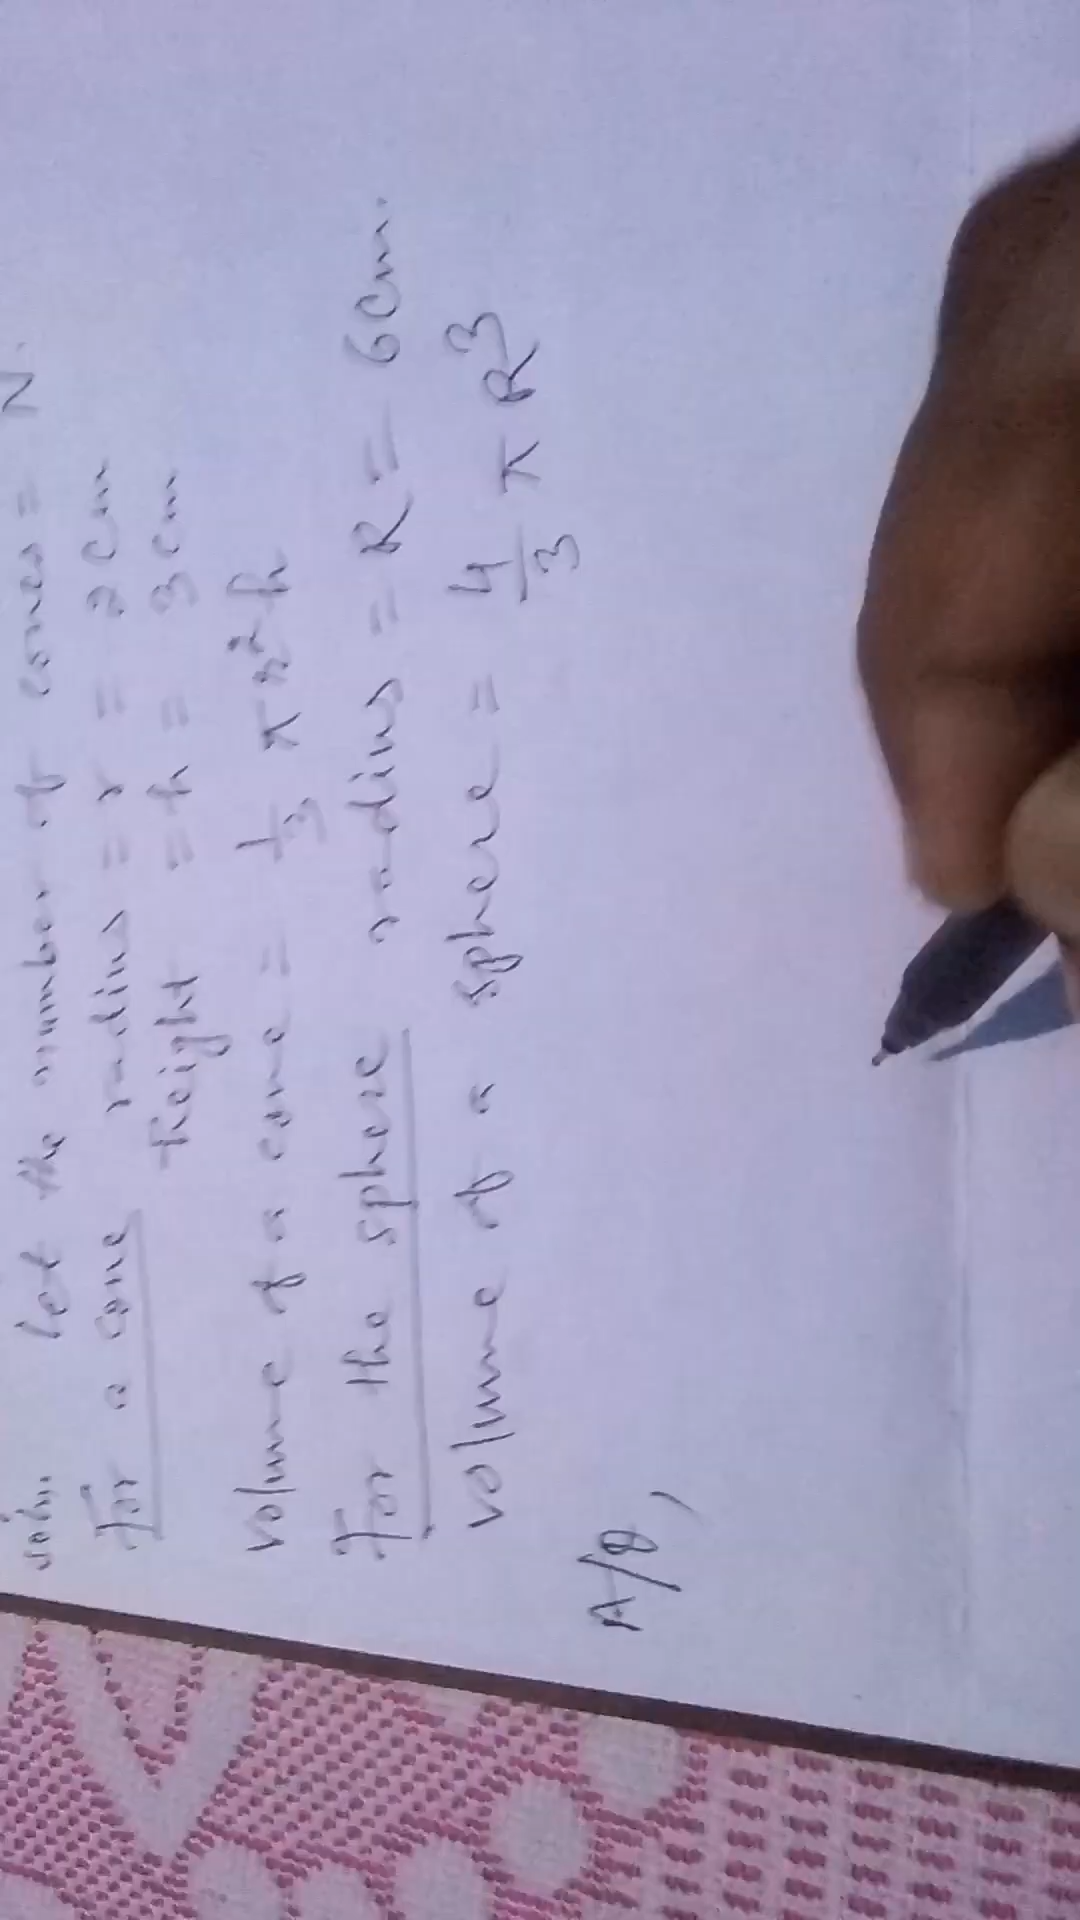 soln. let the number of cones = N.
For a cone radius = r = 2cm
height = h = 3cm
volume of a cone = 1/3 π r² h
For the sphere radius = R = 6cm.
volume of a sphere = 4/3 π R³
A/Q,